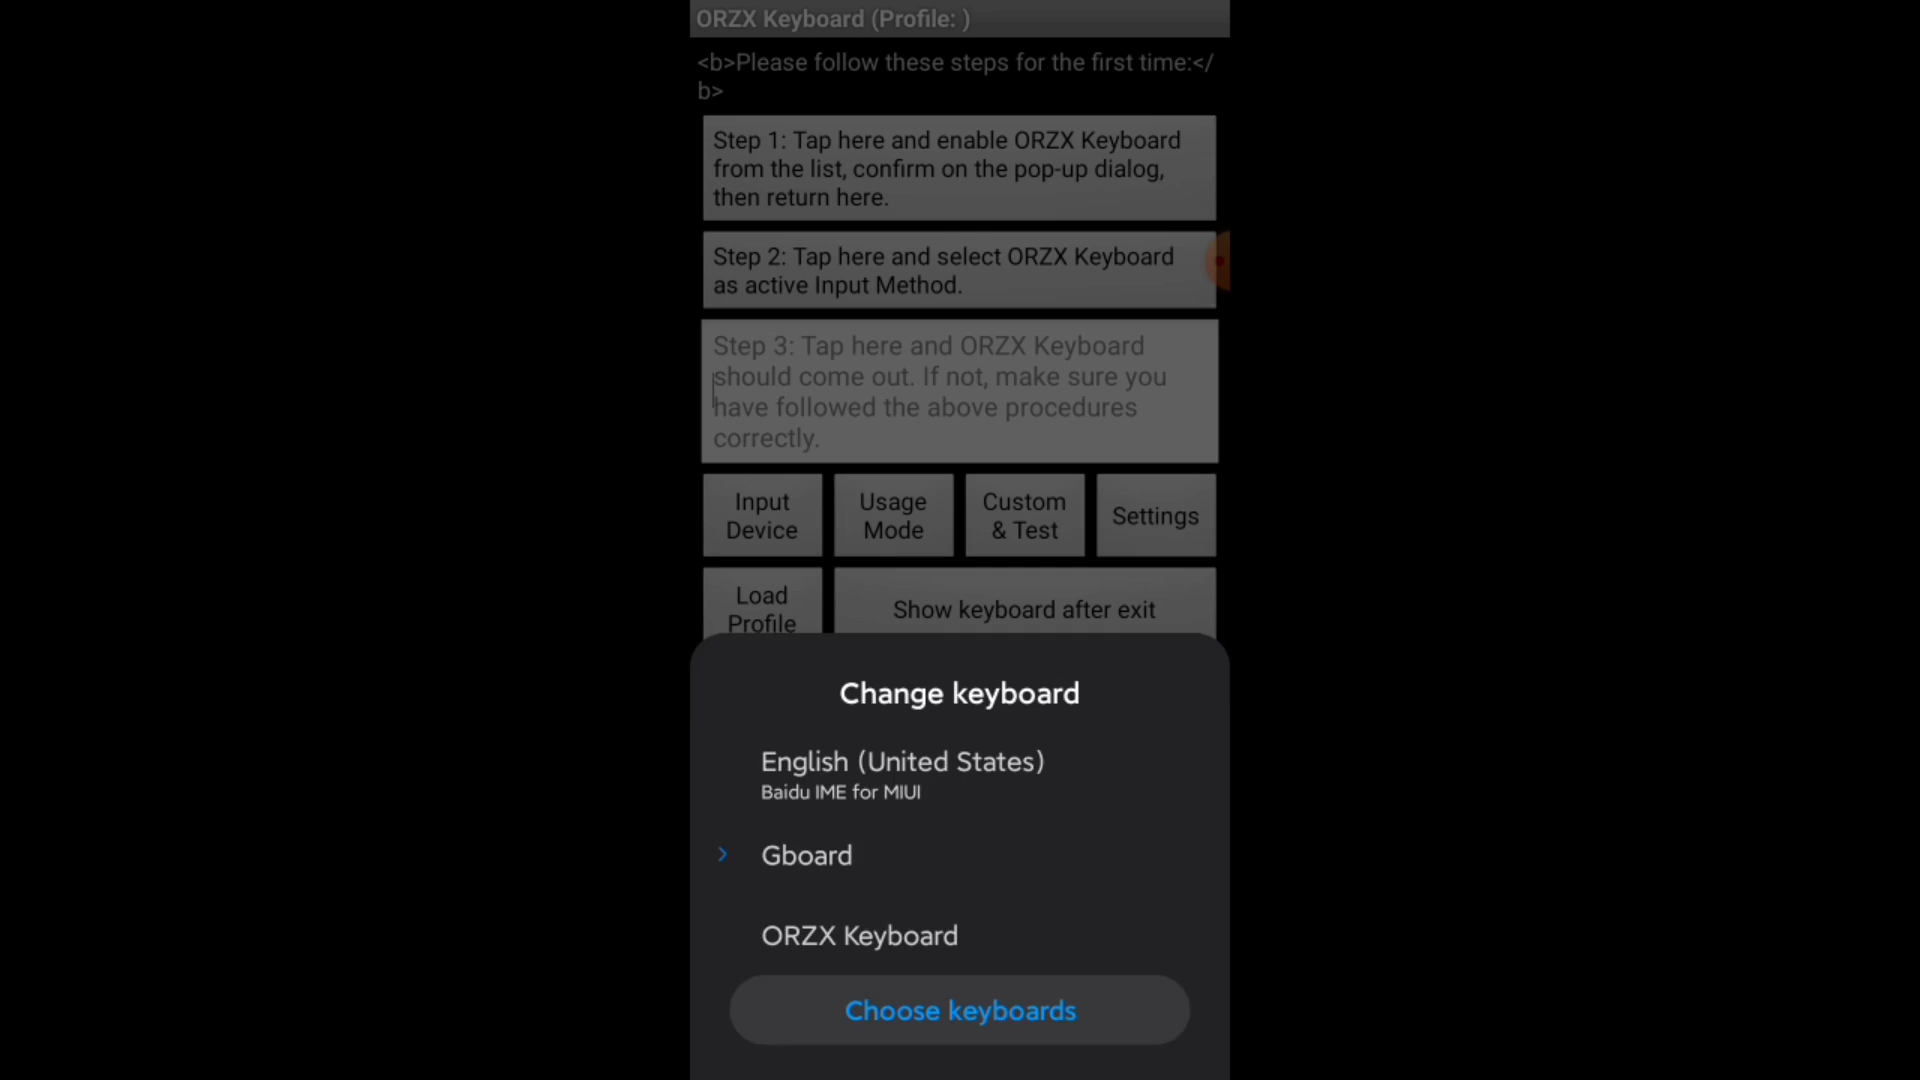 ORZX Keyboard (Profile: )
<b>Please follow these steps for the first time:</
b>
Step 1: Tap here and enable ORZX Keyboard
from the list, confirm on the pop-up dialog,
then return here.
Step 2: Tap here and select ORZX Keyboard
as active Input Method.
Step 3: Tap here and ORZX Keyboard
should come out. If not, make sure you
have followed the above procedures
correctly.
Input
Device
Usage
Mode
Custom
& Test
Settings
Load
Profile
Show keyboard after exit
Change keyboard
English (United States)
Baidu IME for MIUI
Gboard
ORZX Keyboard
Choose keyboards